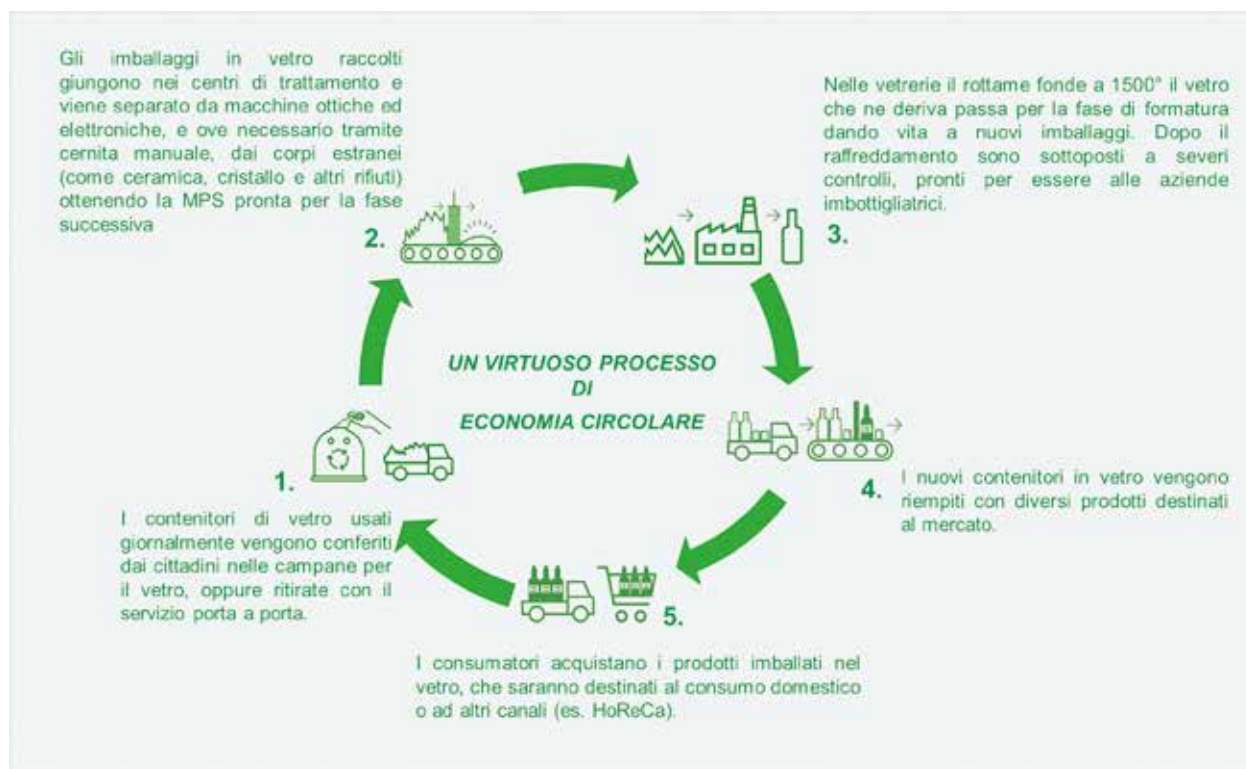 Gli imballaggi in vetro raccolti
giungono nei centri di trattamento e
viene separato da macchine ottiche ed
elettroniche, e ove necessario tramite
cernita manuale, dai corpi estranei
(come ceramica, cristallo e altri rifiuti)
ottenendo la MPS pronta per la fase
successiva
2.
Nelle vetrerie il rottame fonde a 1500° il vetro
che ne deriva passa per la fase di formatura
dando vita a nuovi imballaggi. Dopo il
raffreddamento sono sottoposti a severi
controlli, pronti per essere alle aziende
imbottigliatrici.
3.
UN VIRTUOSO PROCESSO
DI
ECONOMIA CIRCOLARE
1.
I contenitori di vetro usati
giornalmente vengono conferiti
dai cittadini nelle campane per
il vetro, oppure ritirate con il
servizio porta a porta.
4.
I nuovi contenitori in vetro vengono
riempiti con diversi prodotti destinati
al mercato.
5.
I consumatori acquistano i prodotti imballati nel
vetro, che saranno destinati al consumo domestico
o ad altri canali (es. HoReCa).